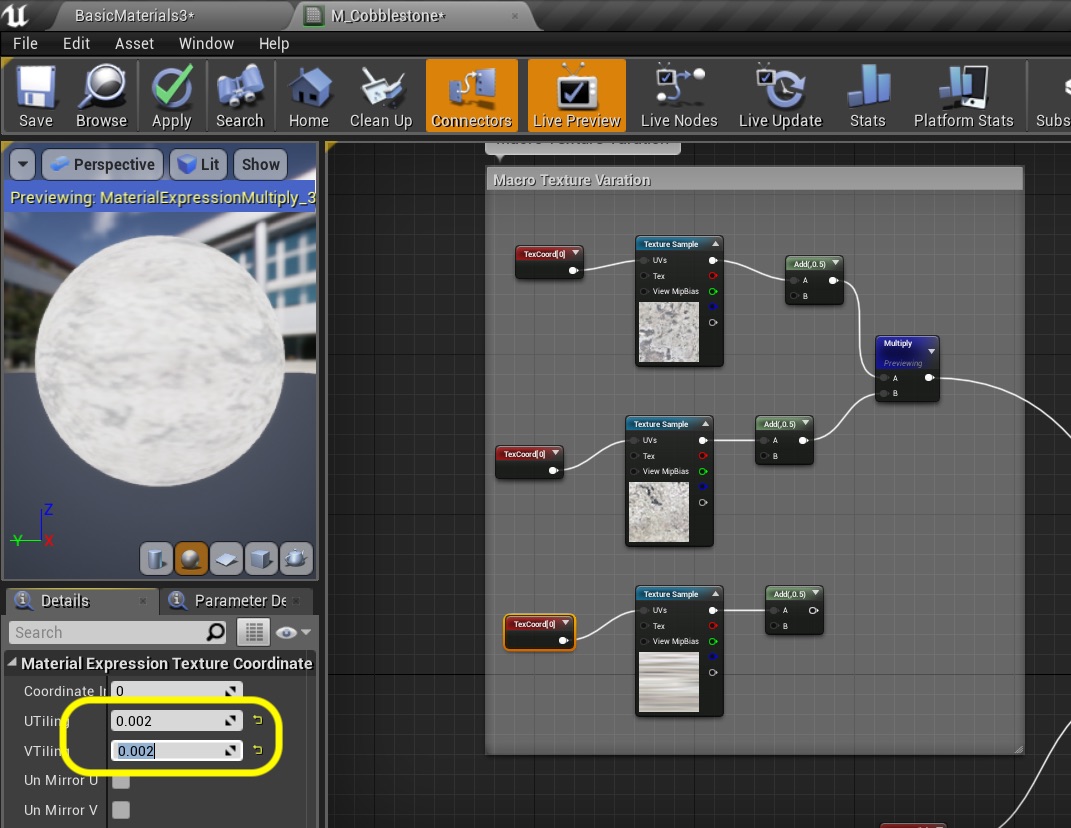 BasicMaterials3*
M_Cobblestone*
File Edit Asset Window Help
Save Browse Apply Search Home Clean Up Connectors Live Preview Live Nodes Live Update Stats Platform Stats Subs
Perspective Lit Show
Previewing: MaterialExpressionMultiply_3
Macro Texture Varation
Macro Texture Varation
TexCoord[0]
Texture Sample
UVs
Tex
View MipBias
Add(,0.5)
A
B
Multiply
Previewing
A
B
TexCoord[0]
Texture Sample
UVs
Tex
View MipBias
Add(,0.5)
A
B
TexCoord[0]
Texture Sample
UVs
Tex
View MipBias
Add(,0.5)
A
B
Z
Y X
Details Parameter De
Search
Material Expression Texture Coordinate
Coordinate I 0
UTiling 0.002
VTiling 0.002
Un Mirror U
Un Mirror V